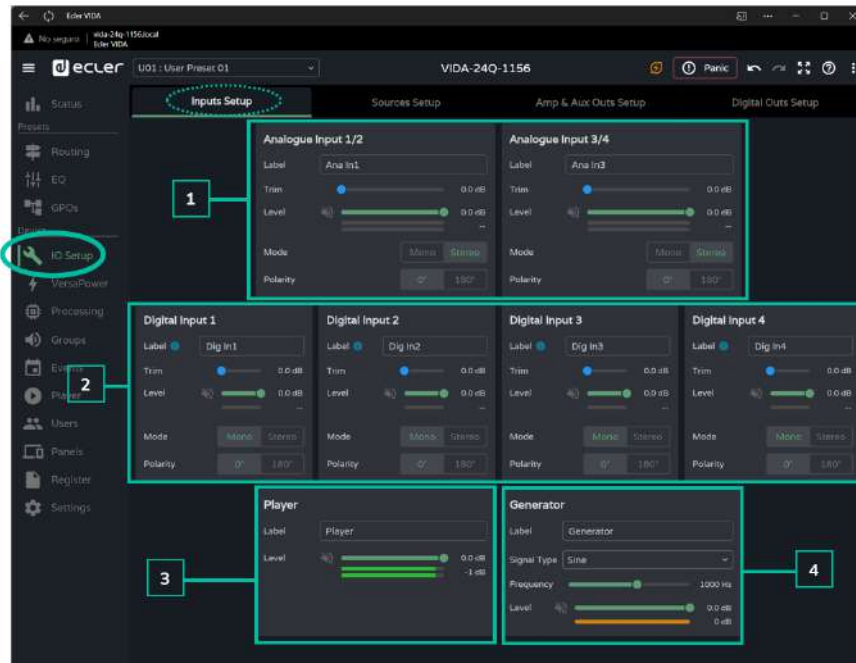 Ecler VIDA
No seguro
vida-24q-1156.local
Ecler VIDA
ecler
U01 : User Preset 01
VIDA-24Q-1156
Panic
Status
Presets
Routing
EQ
GPOs
Device
IO Setup
VersaPower
Processing
Groups
Events
Player
Users
Panels
Register
Settings
Inputs Setup
Sources Setup
Amp & Aux Outs Setup
Digital Outs Setup
1
Analogue Input 1/2
Label
Ana In1
Trim
0.0 dB
Level
0.0 dB
--
Mode
Mono
Stereo
Polarity
0°
180°
Analogue Input 3/4
Label
Ana In3
Trim
0.0 dB
Level
0.0 dB
--
Mode
Mono
Stereo
Polarity
0°
180°
2
Digital Input 1
Label
Dig In1
Trim
0.0 dB
Level
0.0 dB
--
Mode
Mono
Stereo
Polarity
0°
180°
Digital Input 2
Label
Dig In2
Trim
0.0 dB
Level
0.0 dB
--
Mode
Mono
Stereo
Polarity
0°
180°
Digital Input 3
Label
Dig In3
Trim
0.0 dB
Level
0.0 dB
--
Mode
Mono
Stereo
Polarity
0°
180°
Digital Input 4
Label
Dig In4
Trim
0.0 dB
Level
0.0 dB
--
Mode
Mono
Stereo
Polarity
0°
180°
3
Player
Label
Player
Level
0.0 dB
-1 dB
Generator
Label
Generator
Signal Type
Sine
Frequency
1000 Hz
Level
0.0 dB
0 dB
4